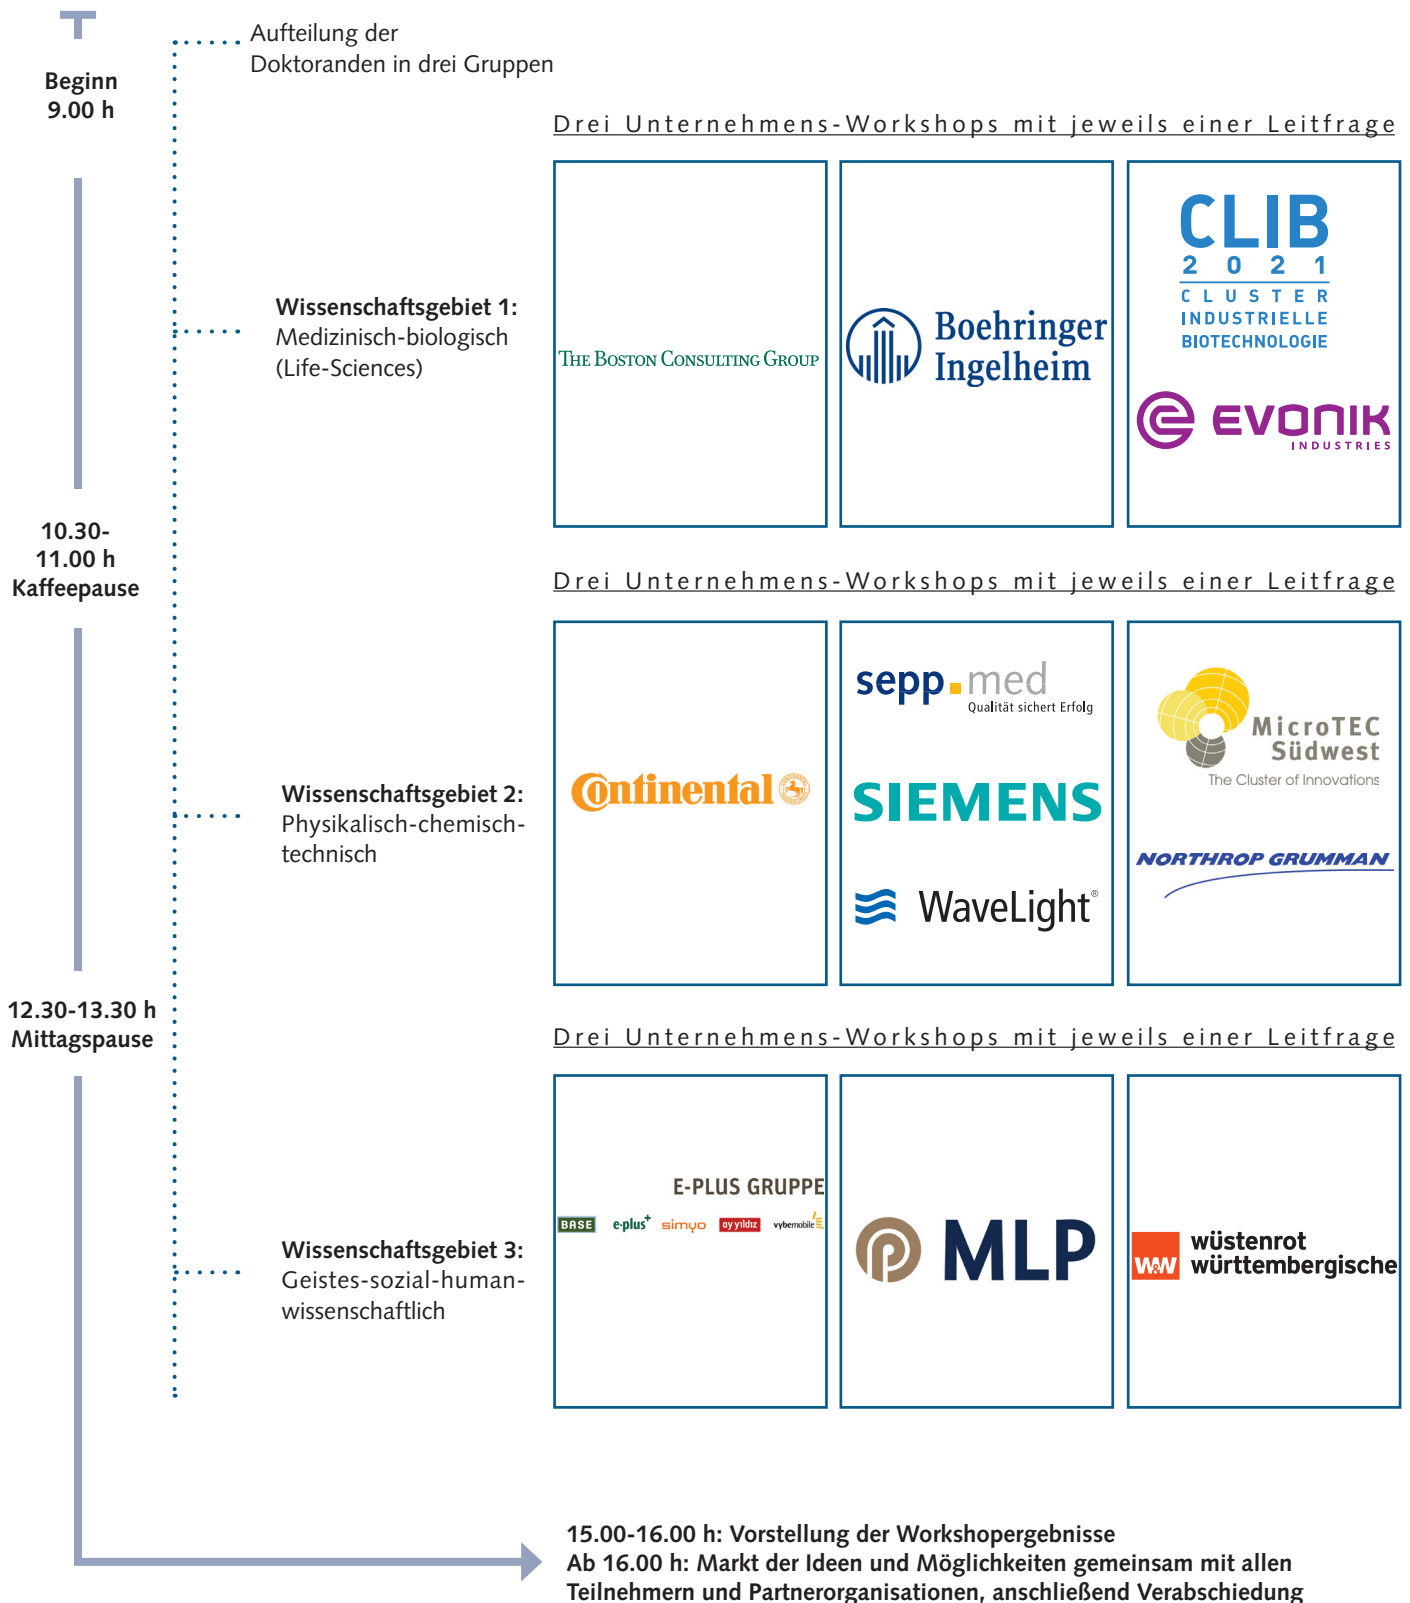 Beginn
9.00 h
Aufteilung der
Doktoranden in drei Gruppen
Drei Unternehmens-Workshops mit jeweils einer Leitfrage
Wissenschaftsgebiet 1:
Medizinisch-biologisch
(Life-Sciences)
THE BOSTON CONSULTING GROUP
Boehringer
Ingelheim
CLIB
2021
CLUSTER
INDUSTRIELLE
BIOTECHNOLOGIE
EVONIK
INDUSTRIES
10.30-
11.00 h
Kaffeepause
Drei Unternehmens-Workshops mit jeweils einer Leitfrage
Wissenschaftsgebiet 2:
Physikalisch-chemisch-
technisch
Continental
sepp.med
Qualität sichert Erfolg
SIEMENS
WaveLight®
MicroTEC
Südwest
The Cluster of Innovations
NORTHROP GRUMMAN
12.30-13.30 h
Mittagspause
Drei Unternehmens-Workshops mit jeweils einer Leitfrage
Wissenschaftsgebiet 3:
Geistes-sozial-human-
wissenschaftlich
E-PLUS GRUPPE
BASE e-plus+ simyo ay yıldız vybemobile
MLP
W&W
wüstenrot
württembergische
15.00-16.00 h: Vorstellung der Workshopergebnisse
Ab 16.00 h: Markt der Ideen und Möglichkeiten gemeinsam mit allen
Teilnehmern und Partnerorganisationen, anschließend Verabschiedung